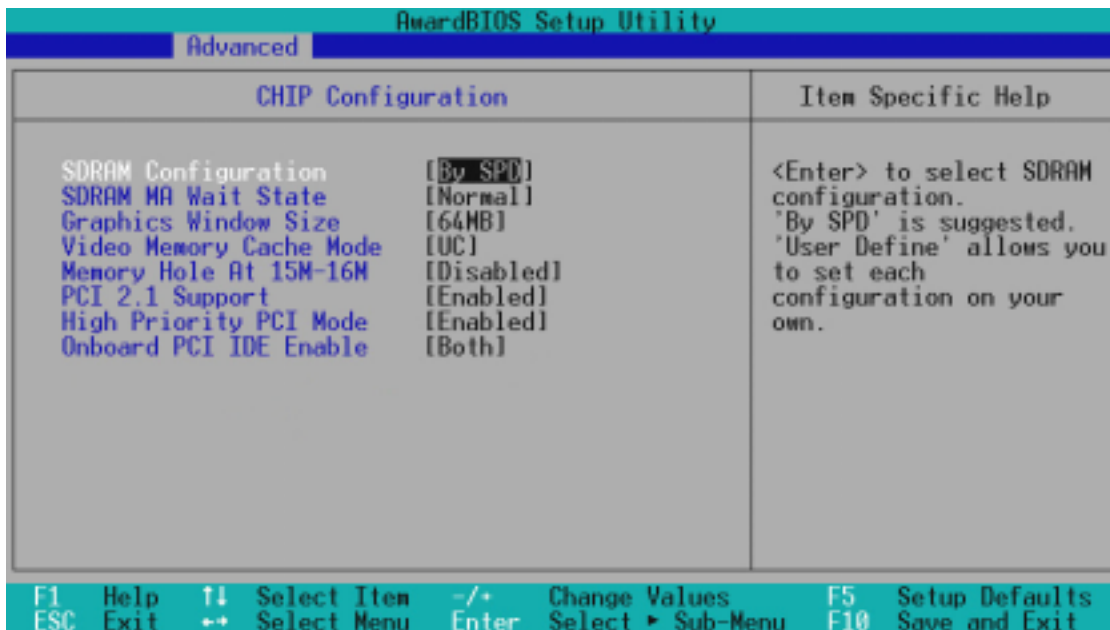 AwardBIOS Setup Utility
Advanced
CHIP Configuration
Item Specific Help
SDRAM Configuration [By SPD]
SDRAM MA Wait State [Normal]
Graphics Window Size [64MB]
Video Memory Cache Mode [UC]
Memory Hole At 15M-16M [Disabled]
PCI 2.1 Support [Enabled]
High Priority PCI Mode [Enabled]
Onboard PCI IDE Enable [Both]
<Enter> to select SDRAM
configuration.
'By SPD' is suggested.
'User Define' allows you
to set each
configuration on your
own.
F1 Help ↑↓ Select Item -/+ Change Values F5 Setup Defaults
ESC Exit ←→ Select Menu Enter Select ► Sub-Menu F10 Save and Exit